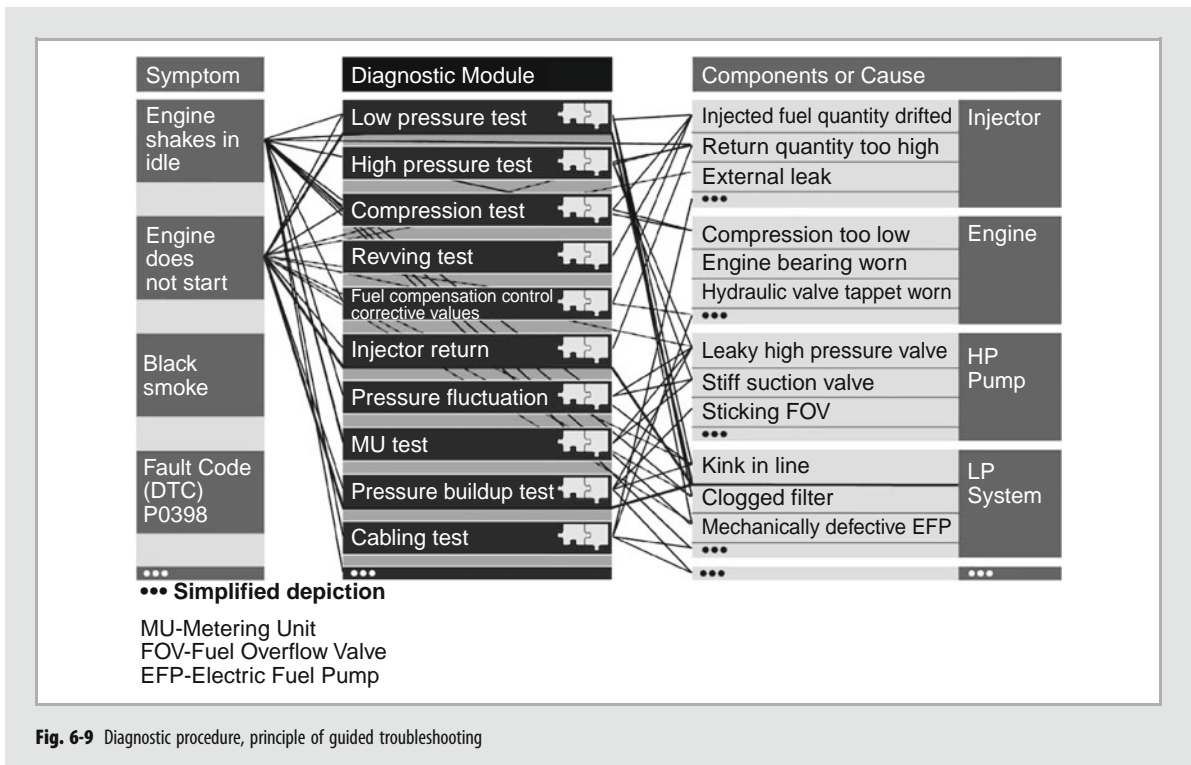 Symptom
Engine
shakes in
idle
Engine
does
not start
Black
smoke
Fault Code
(DTC)
P0398
•••
Diagnostic Module
Low pressure test
High pressure test
Compression test
Revving test
Fuel compensation control
corrective values
Injector return
Pressure fluctuation
MU test
Pressure buildup test
Cabling test
•••
Components or Cause
Injected fuel quantity drifted
Return quantity too high
External leak
•••
Injector
Compression too low
Engine bearing worn
Hydraulic valve tappet worn
•••
Engine
Leaky high pressure valve
Stiff suction valve
Sticking FOV
•••
HP
Pump
Kink in line
Clogged filter
Mechanically defective EFP
•••
LP
System
•••
•••
••• Simplified depiction
MU-Metering Unit
FOV-Fuel Overflow Valve
EFP-Electric Fuel Pump
Fig. 6-9 Diagnostic procedure, principle of guided troubleshooting